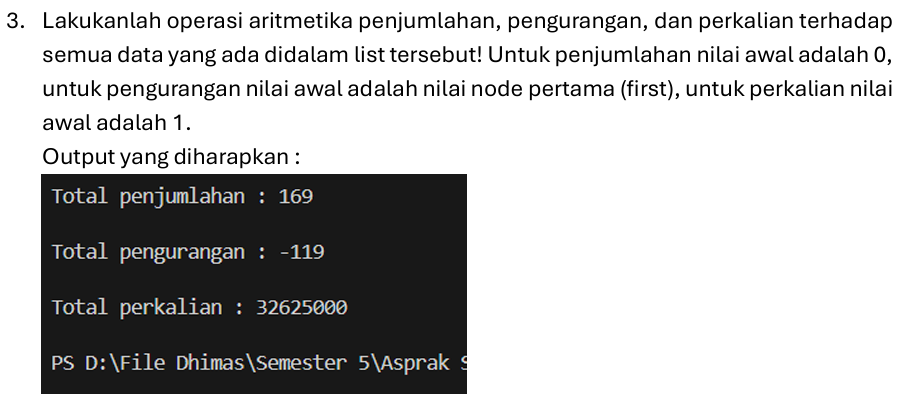 3. Lakukanlah operasi aritmetika penjumlahan, pengurangan, dan perkalian terhadap
semua data yang ada didalam list tersebut! Untuk penjumlahan nilai awal adalah 0,
untuk pengurangan nilai awal adalah nilai node pertama (first), untuk perkalian nilai
awal adalah 1.
Output yang diharapkan :
Total penjumlahan : 169
Total pengurangan : -119
Total perkalian : 32625000
PS D:\File Dhimas\Semester 5\Asprak